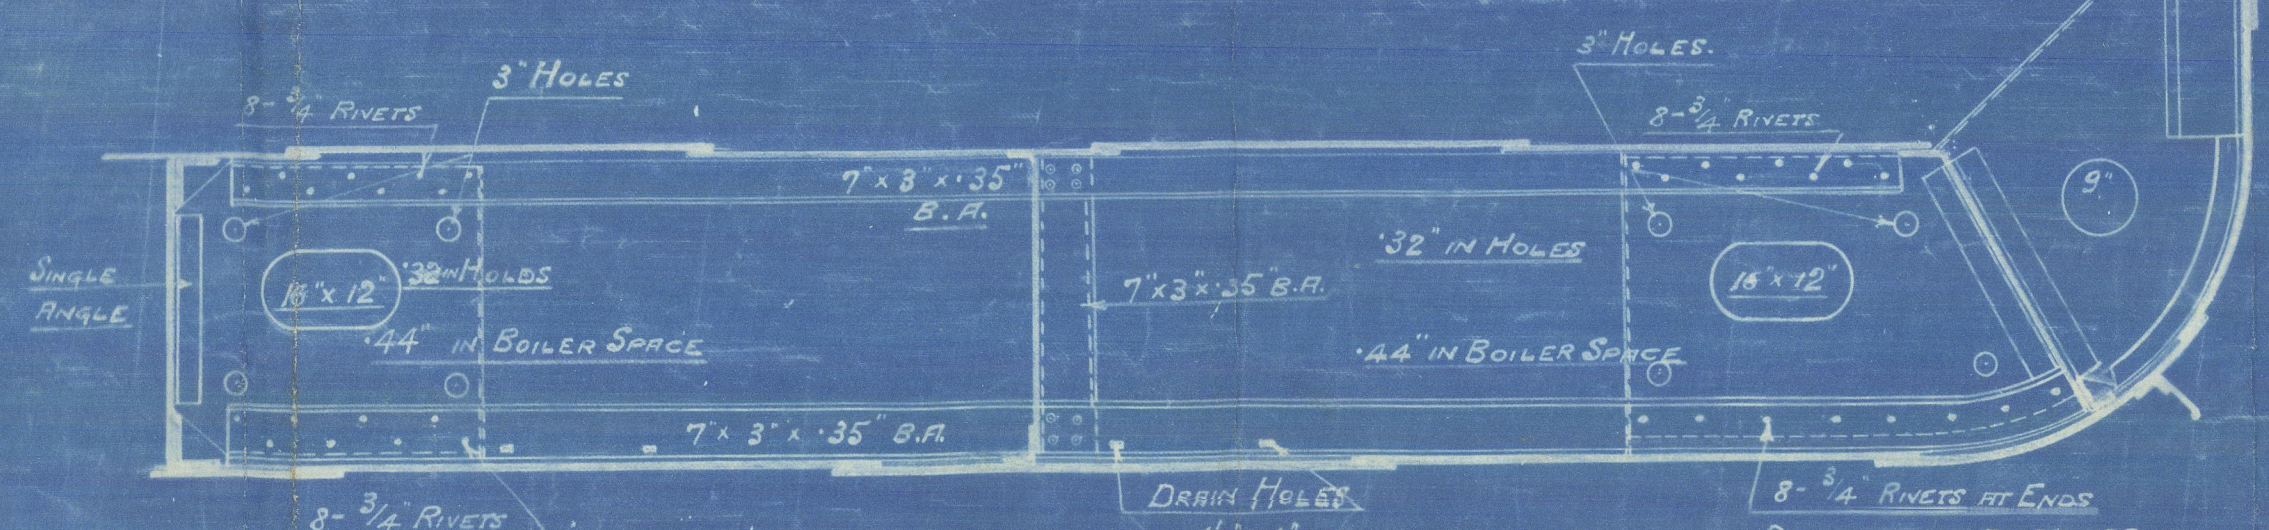 3" HOLES.
3" HOLES
8-3/4" RIVETS
8-3/4" RIVETS
7" x 3" x .35"
B.A.
9"
.32" IN HOLES
SINGLE
ANGLE
.32 IN HOLDS
16" x 12"
7" x 3" x .35" B.A.
16" x 12"
.44" IN BOILER SPACE
.44" IN BOILER SPACE
7" x 3" x .35" B.A.
DRAIN HOLES
8-3/4" RIVETS AT ENDS
8-3/4" RIVETS